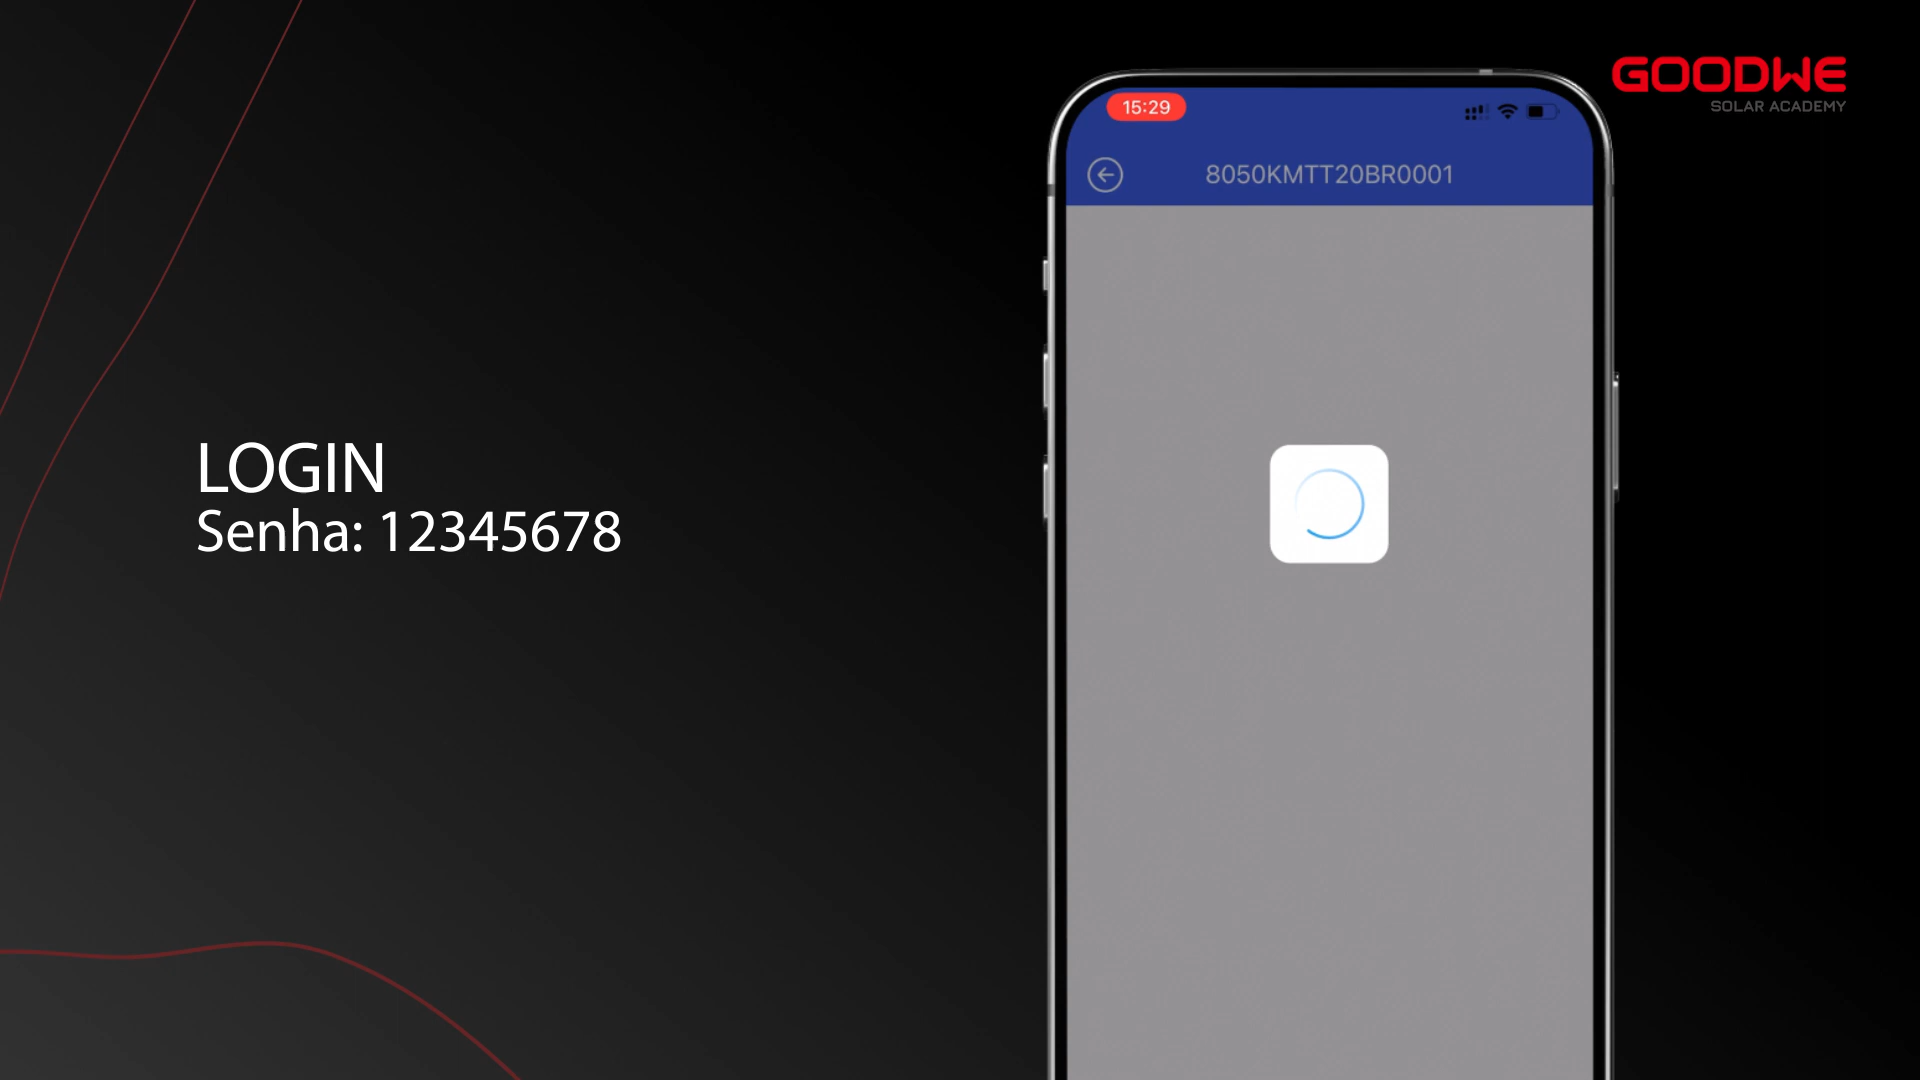 GOODWE
SOLAR ACADEMY
15:29
8050KMTT20BR0001
LOGIN
Senha: 12345678